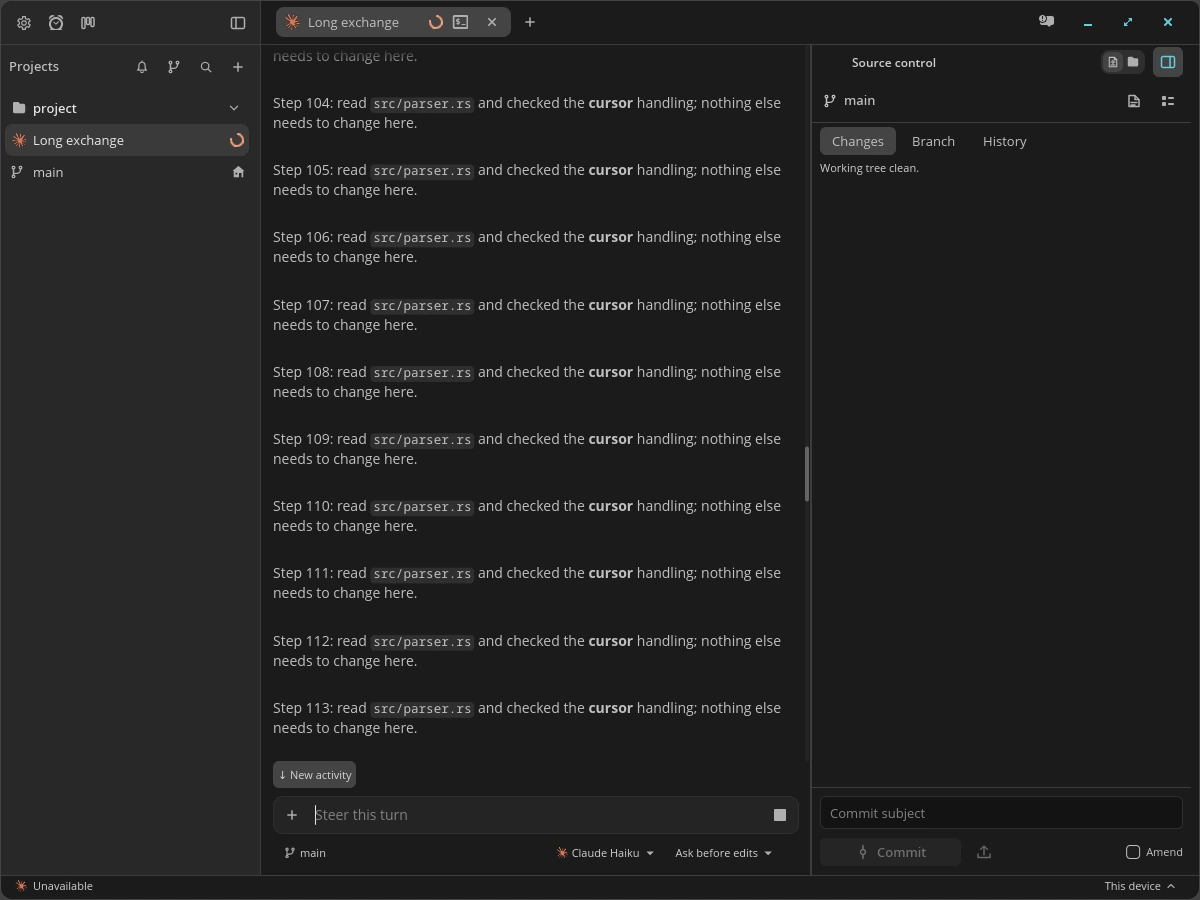 Long exchange
Projects
project
Long exchange
main
needs to change here.
Step 104: read src/parser.rs and checked the cursor handling; nothing else
needs to change here.
Step 105: read src/parser.rs and checked the cursor handling; nothing else
needs to change here.
Step 106: read src/parser.rs and checked the cursor handling; nothing else
needs to change here.
Step 107: read src/parser.rs and checked the cursor handling; nothing else
needs to change here.
Step 108: read src/parser.rs and checked the cursor handling; nothing else
needs to change here.
Step 109: read src/parser.rs and checked the cursor handling; nothing else
needs to change here.
Step 110: read src/parser.rs and checked the cursor handling; nothing else
needs to change here.
Step 111: read src/parser.rs and checked the cursor handling; nothing else
needs to change here.
Step 112: read src/parser.rs and checked the cursor handling; nothing else
needs to change here.
Step 113: read src/parser.rs and checked the cursor handling; nothing else
needs to change here.
↓ New activity
Steer this turn
main Claude Haiku Ask before edits
Source control
main
Changes Branch History
Working tree clean.
Commit subject
Commit Amend
Unavailable This device